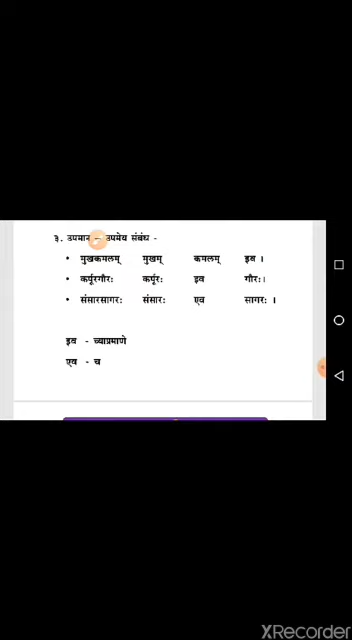 ३. उपमान – उपमेय संबंध -
• मुखकमलम् मुखम् कमलम् इव ।
• कर्पूरगौरः कर्पूरः इव गौरः।
• संसारसागरः संसारः एव सागरः ।
इव - च्याप्रमाणे
एव - च
XRecorder